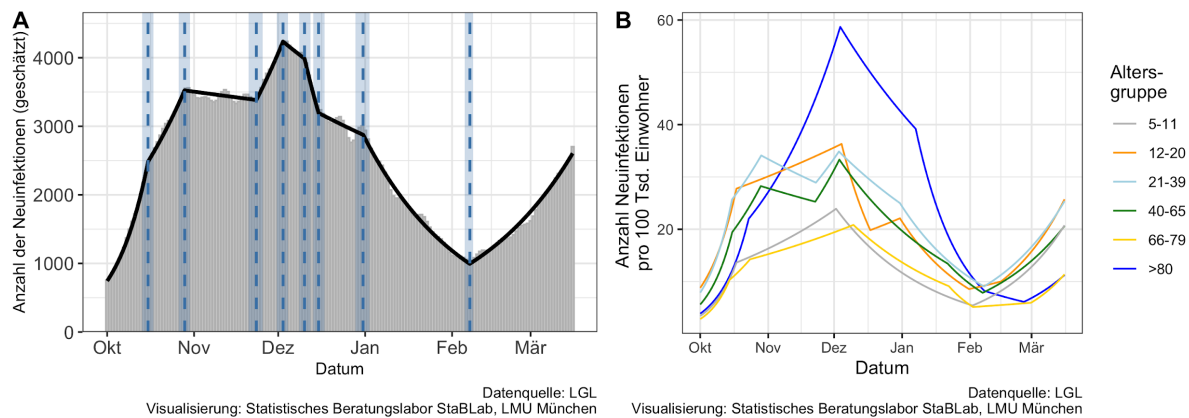 A
Anzahl der Neuinfektionen (geschätzt)
4000
3000
2000
1000
0
Okt Nov Dez Jan Feb Mär
Datum
Datenquelle: LGL
Visualisierung: Statistisches Beratungslabor StaBLab, LMU München
B
Anzahl Neuinfektionen
pro 100 Tsd. Einwohner
60
40
20
Okt Nov Dez Jan Feb Mär
Datum
Alters-
gruppe
5-11
12-20
21-39
40-65
66-79
>80
Datenquelle: LGL
Visualisierung: Statistisches Beratungslabor StaBLab, LMU München